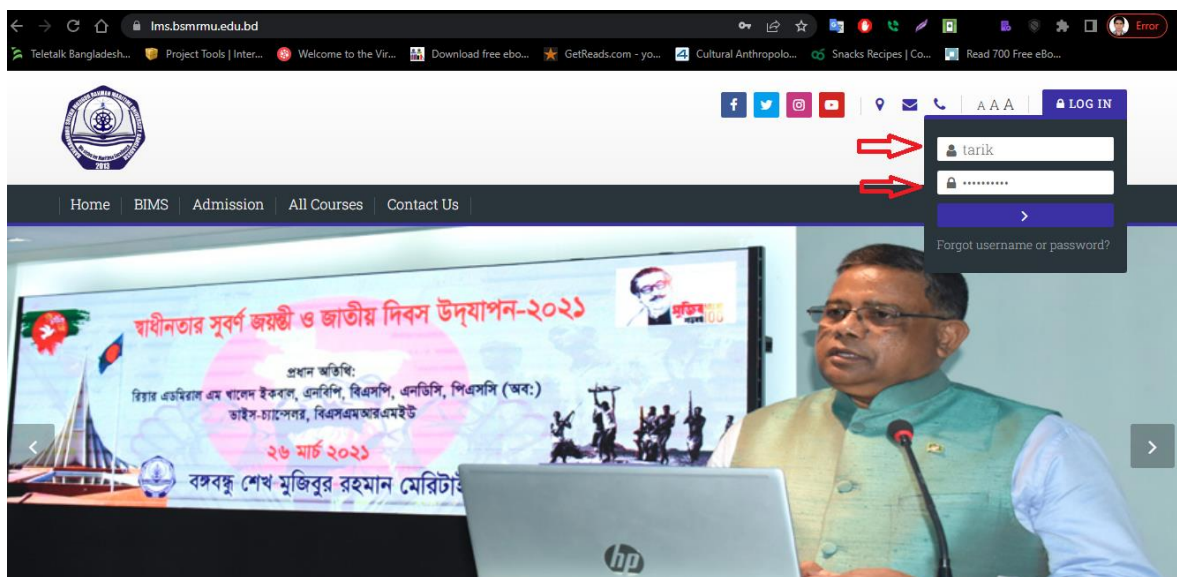 lms.bsmrmu.edu.bd
Error
Teletalk Bangladesh...
Project Tools | Inter...
Welcome to the Vir...
Download free ebo...
GetReads.com - yo...
Cultural Anthropolo...
Snacks Recipes | Co...
Read 700 Free eBo...
A A A
LOG IN
2013
tarik
Home
BIMS
Admission
All Courses
Contact Us
Forgot username or password?
স্বাধীনতার সুবর্ণ জয়ন্তী ও জাতীয় দিবস উদ্‌যাপন-২০২১
মুজিব
100
প্রধান অতিথি:
রিয়ার এডমিরাল এম খালেদ ইকবাল, এনবিপি, বিএসপি, এনডিসি, পিএসসি (অব:)
ভাইস-চ্যান্সেলর, বিএসএমআরএমইউ
২৬ মার্চ ২০২১
বঙ্গবন্ধু শেখ মুজিবুর রহমান মেরিটাই
hp